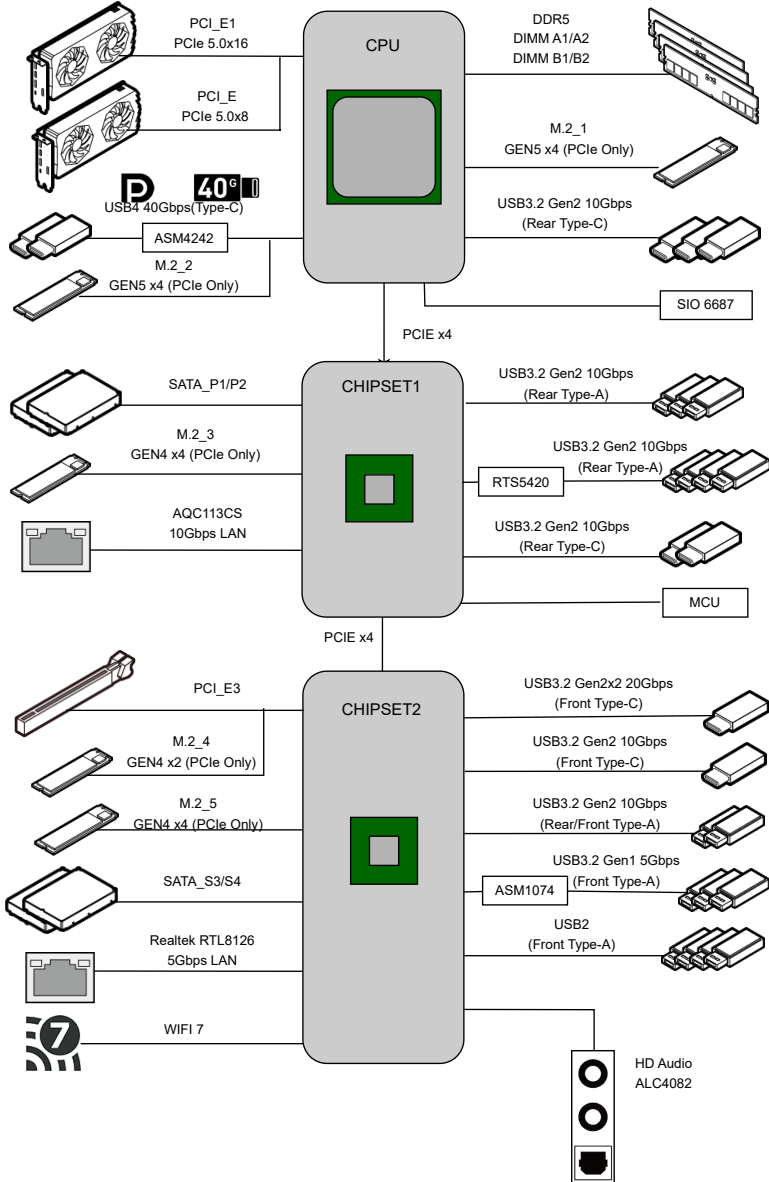 PCI_E1
PCIe 5.0x16
CPU
DDR5
DIMM A1/A2
DIMM B1/B2
PCI_E
PCIe 5.0x8
M.2_1
GEN5 x4 (PCIe Only)
40G
USB4 40Gbps(Type-C)
ASM4242
USB3.2 Gen2 10Gbps
(Rear Type-C)
M.2_2
GEN5 x4 (PCIe Only)
SIO 6687
PCIE x4
SATA_P1/P2
CHIPSET1
USB3.2 Gen2 10Gbps
(Rear Type-A)
M.2_3
GEN4 x4 (PCIe Only)
USB3.2 Gen2 10Gbps
(Rear Type-A)
RTS5420
AQC113CS
10Gbps LAN
USB3.2 Gen2 10Gbps
(Rear Type-C)
MCU
PCIE x4
PCI_E3
CHIPSET2
USB3.2 Gen2x2 20Gbps
(Front Type-C)
M.2_4
GEN4 x2 (PCIe Only)
USB3.2 Gen2 10Gbps
(Front Type-C)
M.2_5
GEN4 x4 (PCIe Only)
USB3.2 Gen2 10Gbps
(Rear/Front Type-A)
SATA_S3/S4
USB3.2 Gen1 5Gbps
(Front Type-A)
ASM1074
Realtek RTL8126
5Gbps LAN
USB2
(Front Type-A)
7
WIFI 7
HD Audio
ALC4082